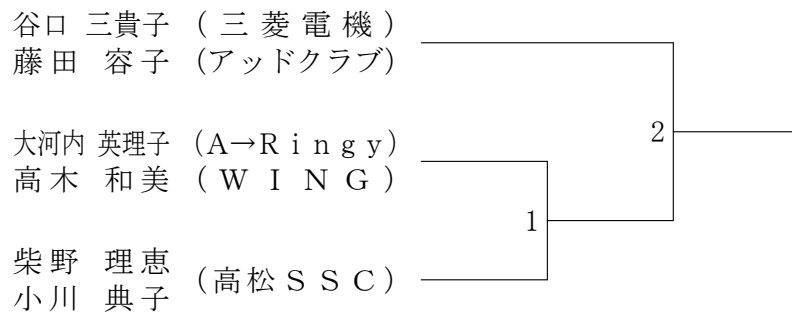 谷口 三貴子 (三菱電機)
藤田 容子 (アッドクラブ)
2
大河内 英理子 (A→Ringy)
高木 和美 (WING)
1
柴野 理恵
(高松SSC)
小川 典子